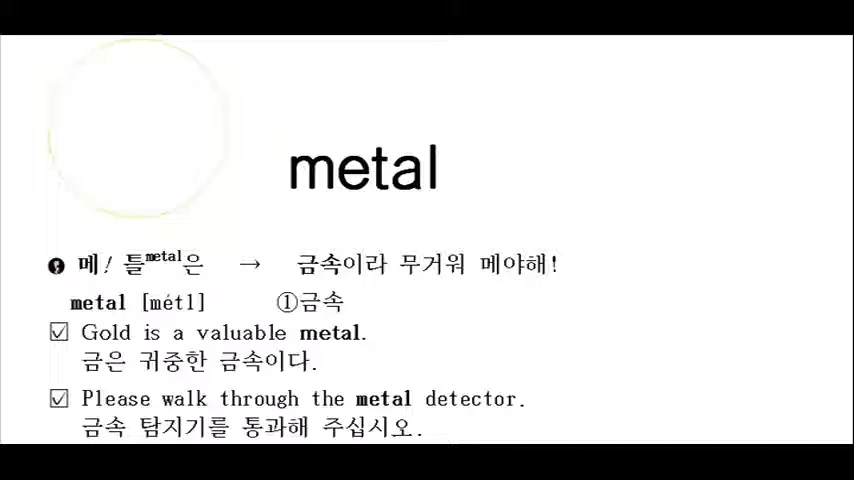 metal
메! 틀metal은 → 금속이라 무거워 메야해!
metal [métl] ①금속
☑ Gold is a valuable metal.
금은 귀중한 금속이다.
☑ Please walk through the metal detector.
금속 탐지기를 통과해 주십시오.